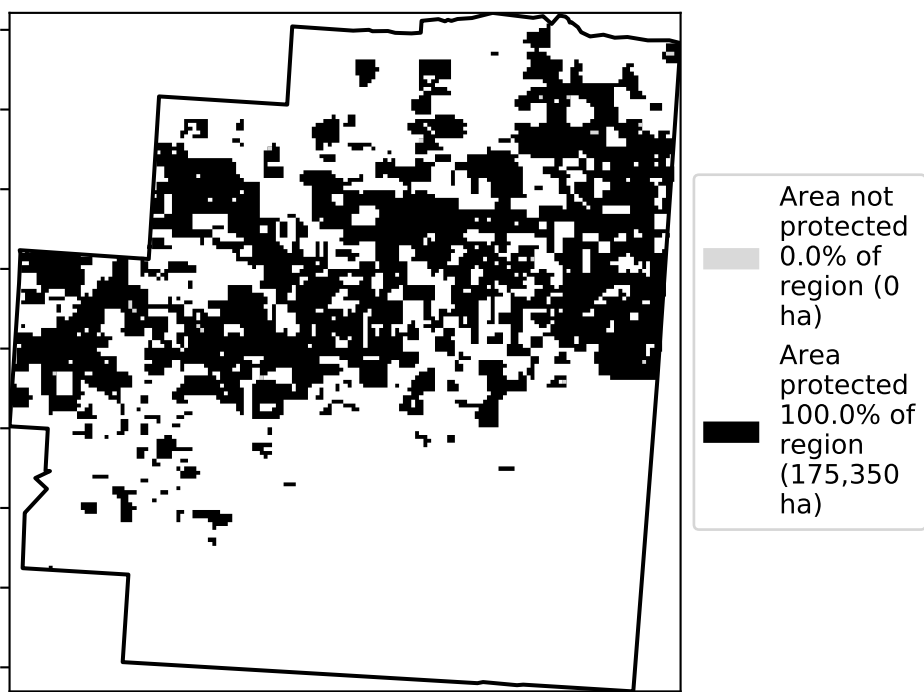 Area not
protected
0.0% of
region (0
ha)
Area
protected
100.0% of
region
(175,350
ha)